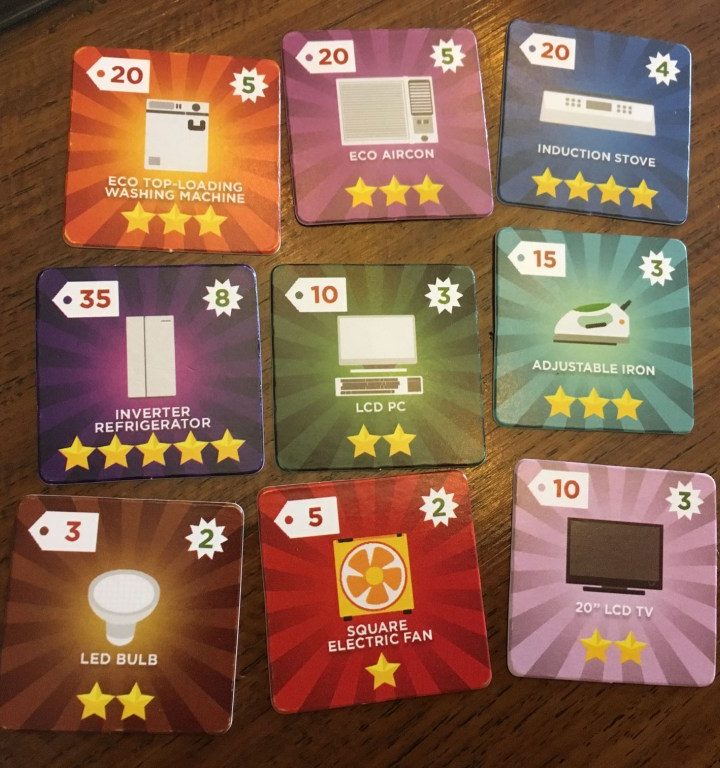 20
5
ECO TOP-LOADING
WASHING MACHINE
20
5
ECO AIRCON
20
4
INDUCTION STOVE
35
8
INVERTER
REFRIGERATOR
10
3
LCD PC
15
3
ADJUSTABLE IRON
3
2
LED BULB
5
2
SQUARE
ELECTRIC FAN
10
3
20" LCD TV